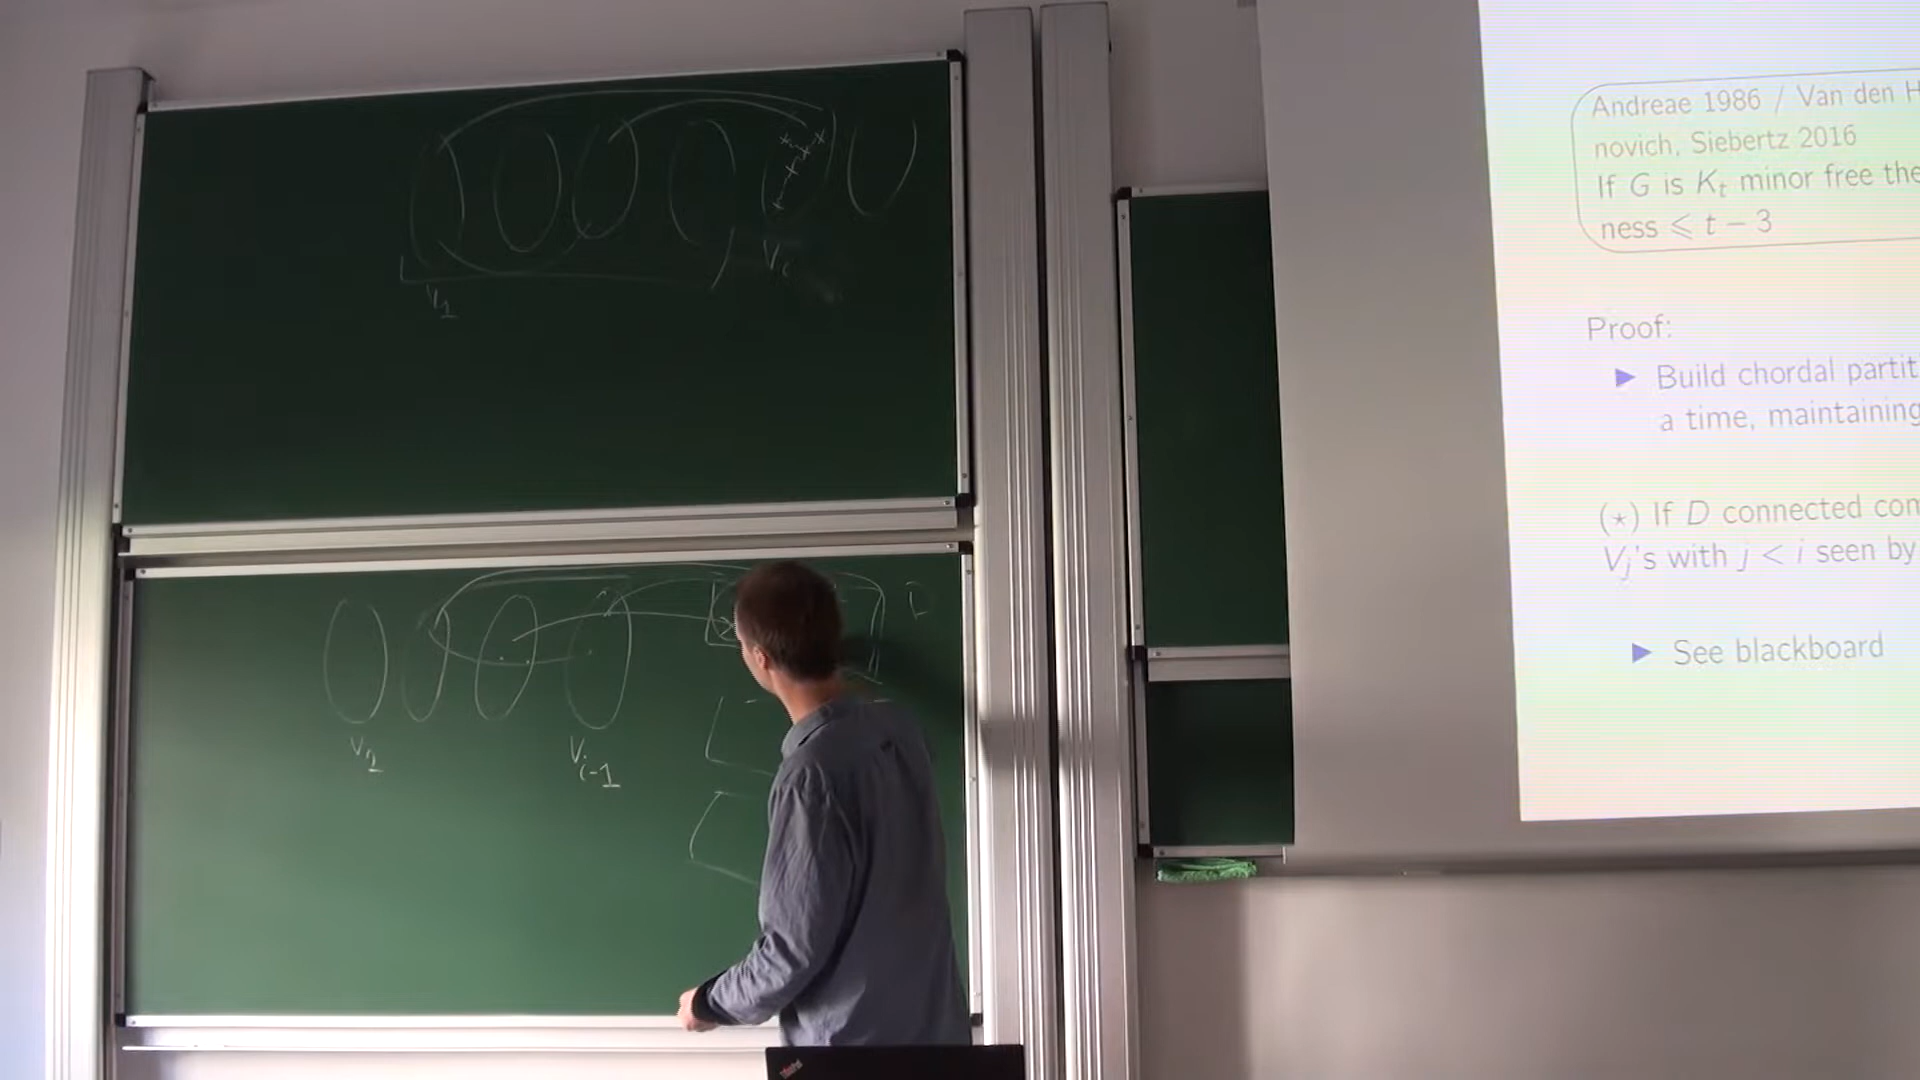 V_1
V_i
D
V_2
V_{i-1}
Andreae 1986 / Van den H
novich, Siebertz 2016
If G is K_t minor free the
ness ⩽ t − 3
Proof:
▶ Build chordal partit
a time, maintaining
(⋆) If D connected con
V_j's with j < i seen by
▶ See blackboard